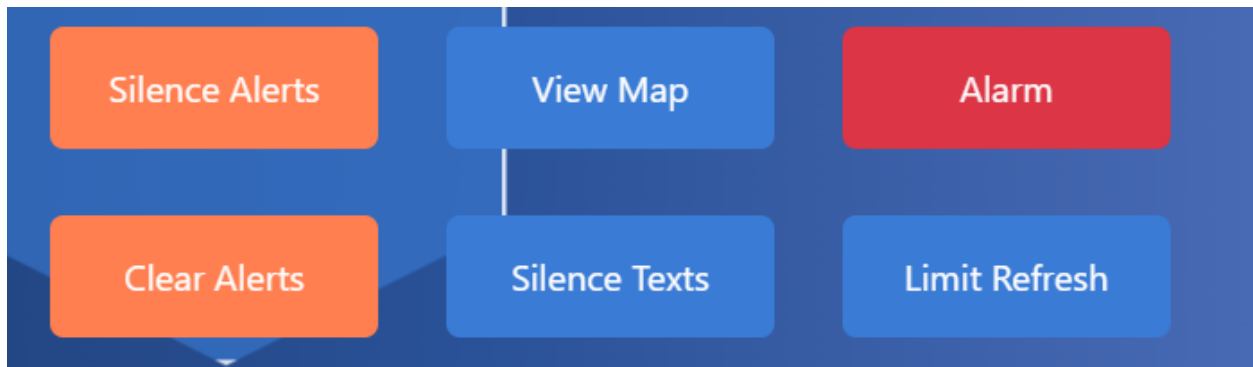 Silence Alerts
View Map
Alarm
Clear Alerts
Silence Texts
Limit Refresh